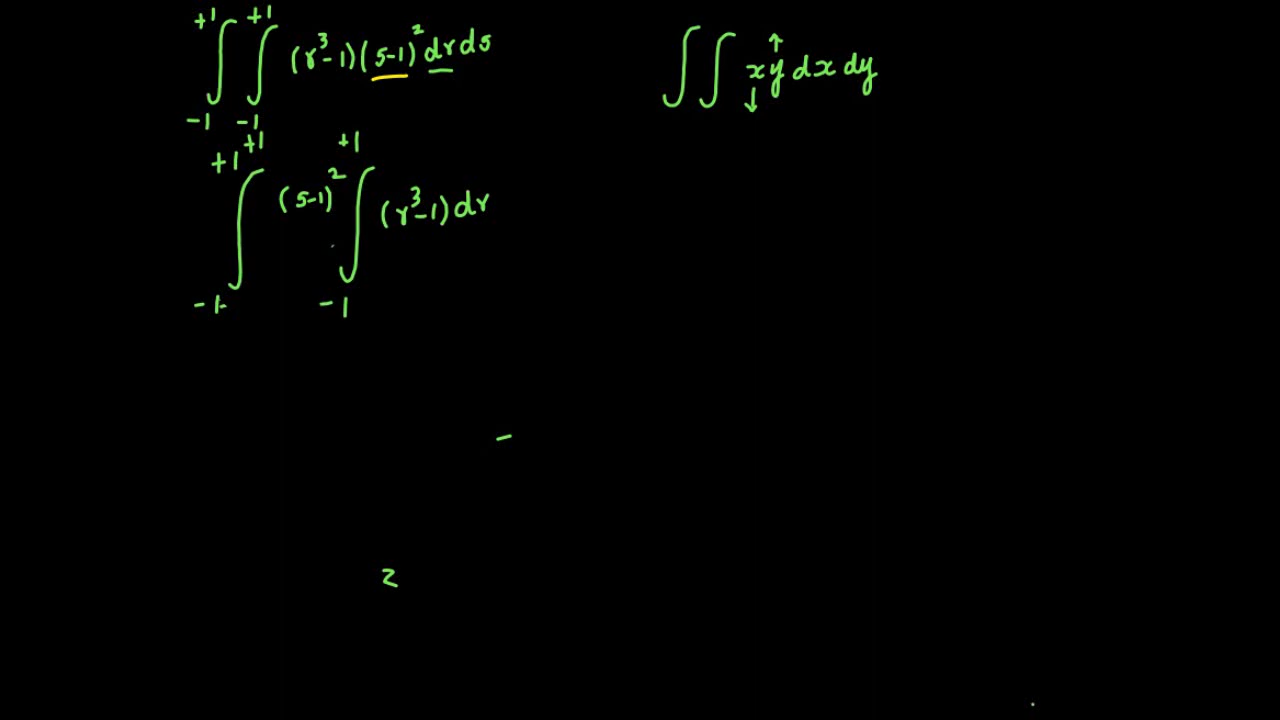 ∫₋₁⁺¹ ∫₋₁⁺¹ (r³-1)(s-1)² dr ds
∫∫ xy dx dy
+1 ∫₋₁⁺¹ (s-1)² ∫₋₁⁺¹ (r³-1) dr
-
2